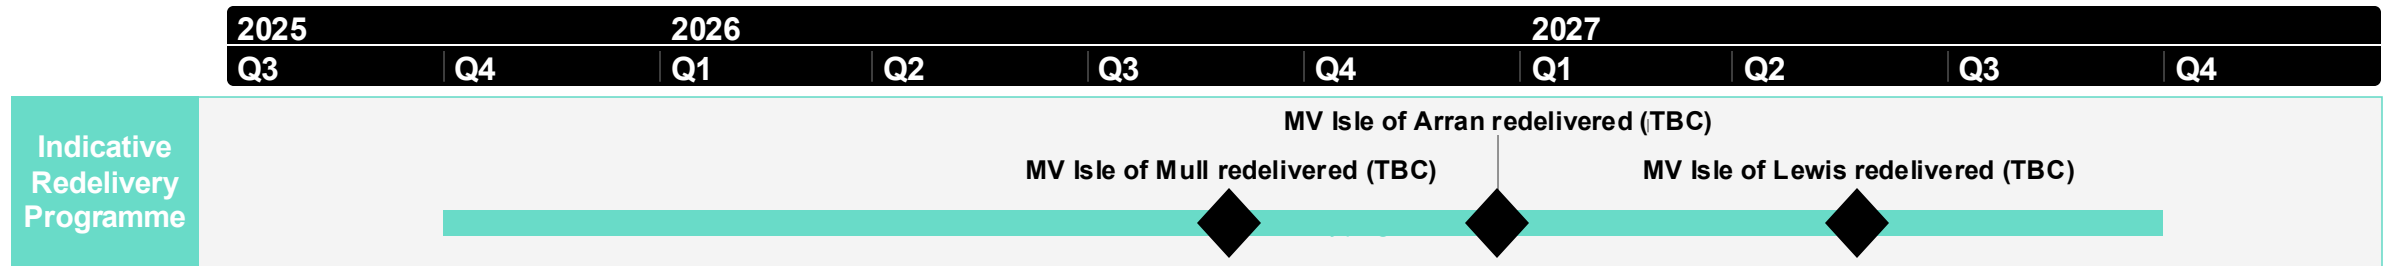 2025 2026 2027
Q3 Q4 Q1 Q2 Q3 Q4 Q1 Q2 Q3 Q4
Indicative
Redelivery
Programme
MV Isle of Arran redelivered (TBC)
MV Isle of Mull redelivered (TBC)
MV Isle of Lewis redelivered (TBC)